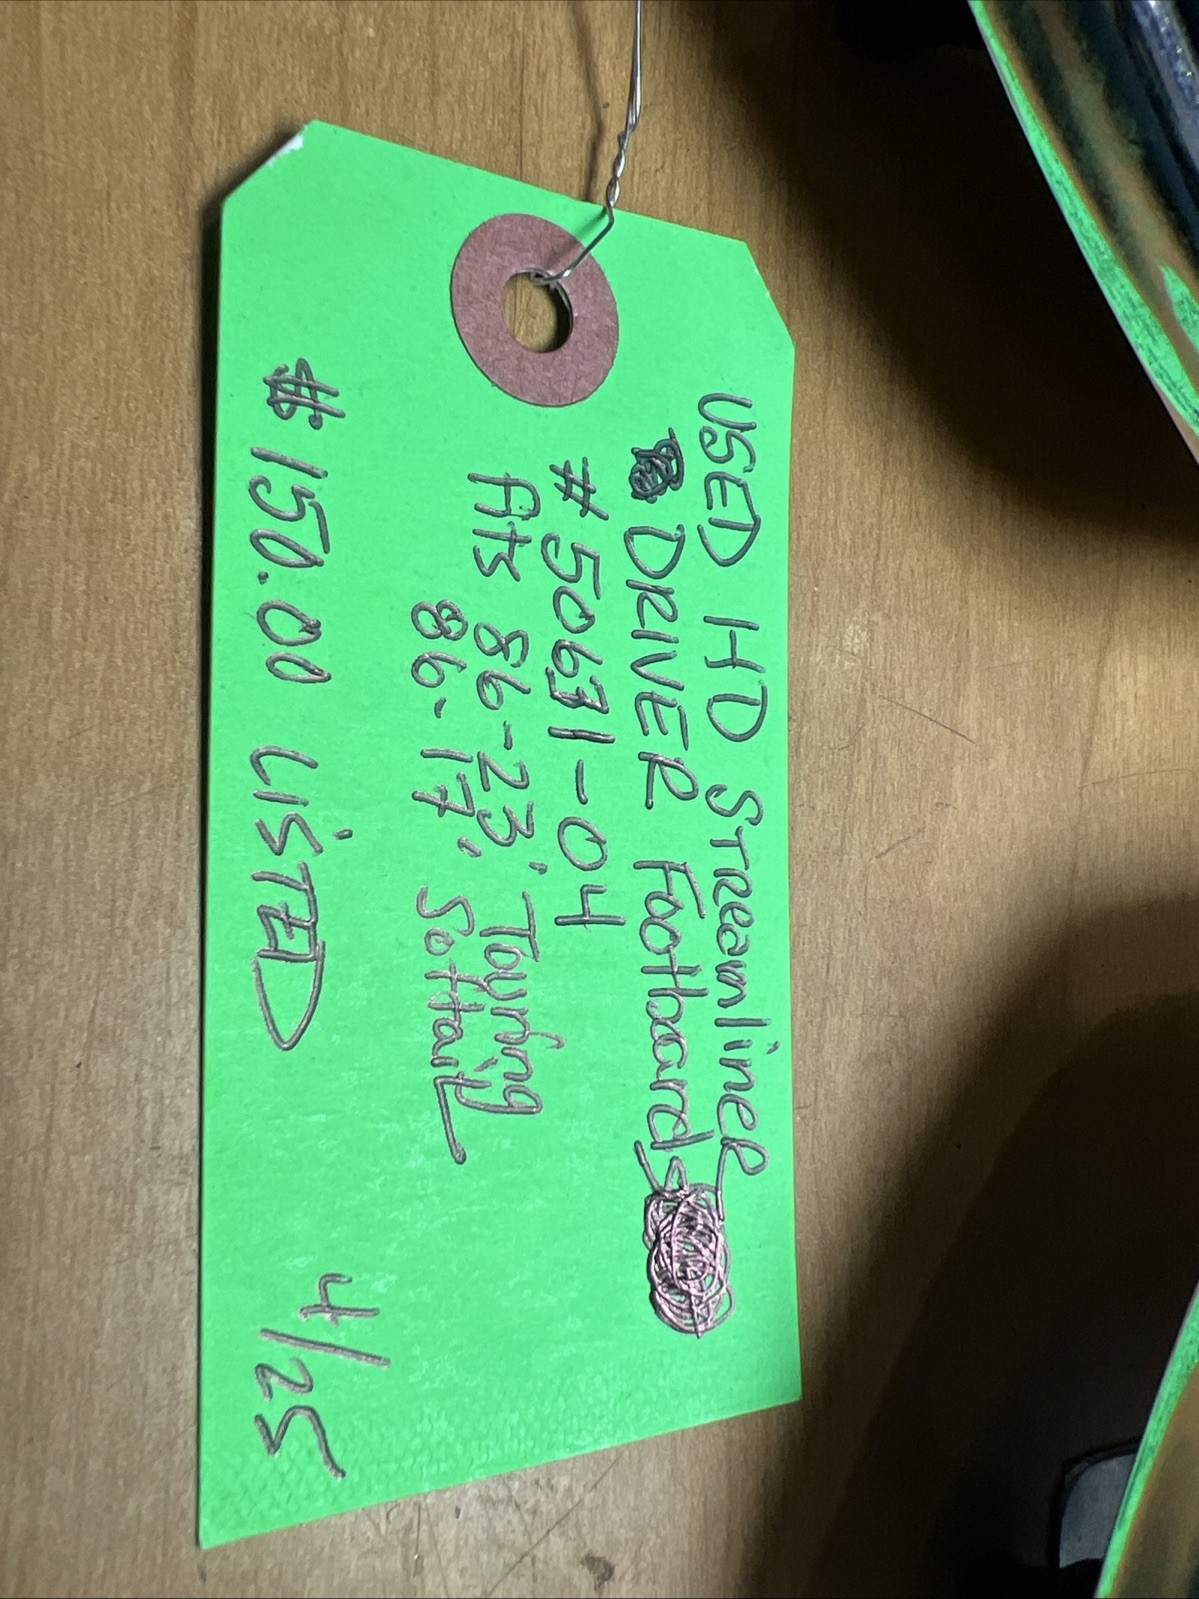 USED HD STREAMLINER
DRIVER FootboardS
# 50631-04
fits 86-23' Touring
86-17' Softail
$150.00 LiSTED
4/25